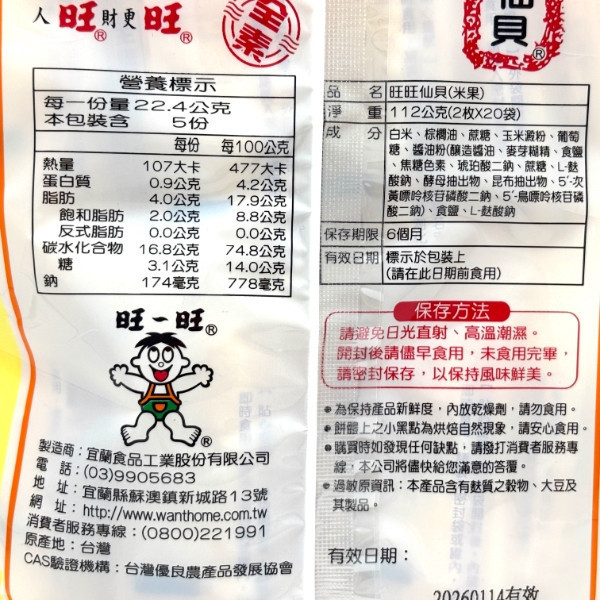 人旺®財更旺®
全素
營養標示
每一份量22.4公克
本包裝含 5份
每份 每100公克
熱量 107大卡 477大卡
蛋白質 0.9公克 4.2公克
脂肪 4.0公克 17.9公克
飽和脂肪 2.0公克 8.8公克
反式脂肪 0.0公克 0.0公克
碳水化合物 16.8公克 74.8公克
糖 3.1公克 14.0公克
鈉 174毫克 778毫克
旺一旺®
®
製造商：宜蘭食品工業股份有限公司
電 話：(03)9905683
地 址：宜蘭縣蘇澳鎮新城路13號
網 址：http://www.wanthome.com.tw
消費者服務專線：(0800)221991
原產地：台灣
CAS驗證機構：台灣優良農產品發展協會
仙貝®
品 名 旺旺仙貝(米果)
淨 重 112公克(2枚X20袋)
成 分 白米、棕櫚油、蔗糖、玉米澱粉、葡萄
糖、醬油粉(釀造醬油、麥芽糊精、食鹽
、焦糖色素、琥珀酸二鈉、蔗糖、L-麩
酸鈉、酵母抽出物、昆布抽出物、5'-次
黃嘌呤核苷磷酸二鈉、5'-鳥嘌呤核苷磷
酸二鈉)、食鹽、L-麩酸鈉
保存期限 6個月
有效日期 標示於包裝上
(請在此日期前食用)
保存方法
請避免日光直射、高溫潮濕。
開封後請儘早食用，未食用完畢，
請密封保存，以保持風味鮮美。
●為保持產品新鮮度，內放乾燥劑，請勿食用。
●餅體上之小黑點為烘焙自然現象，請安心食用。
●購買時如發現任何缺點，請撥打消費者服務專
線，本公司將儘快給您滿意的答覆。
●過敏原資訊：本產品含有麩質之穀物、大豆及
其製品。
有效日期：
20260114有效